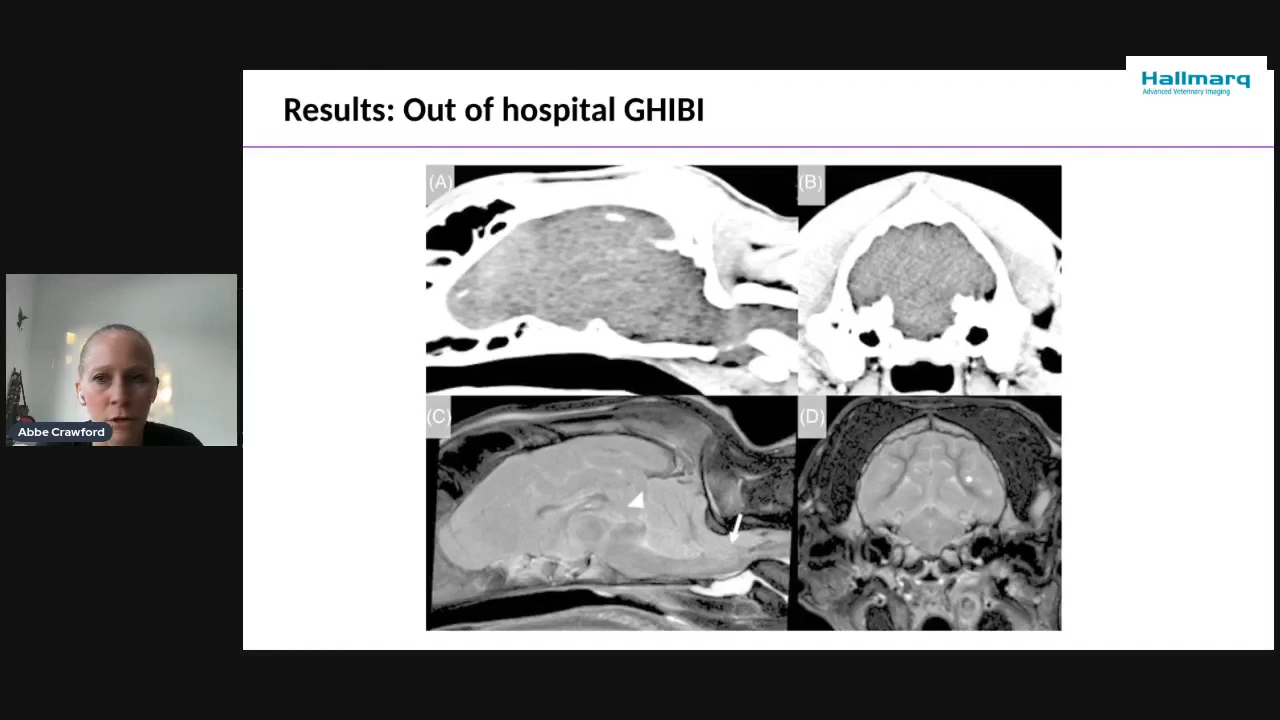 Hallmarq
Advanced Veterinary Imaging
Results: Out of hospital GHIBI
(A)
(B)
(C)
(D)
Abbe Crawford